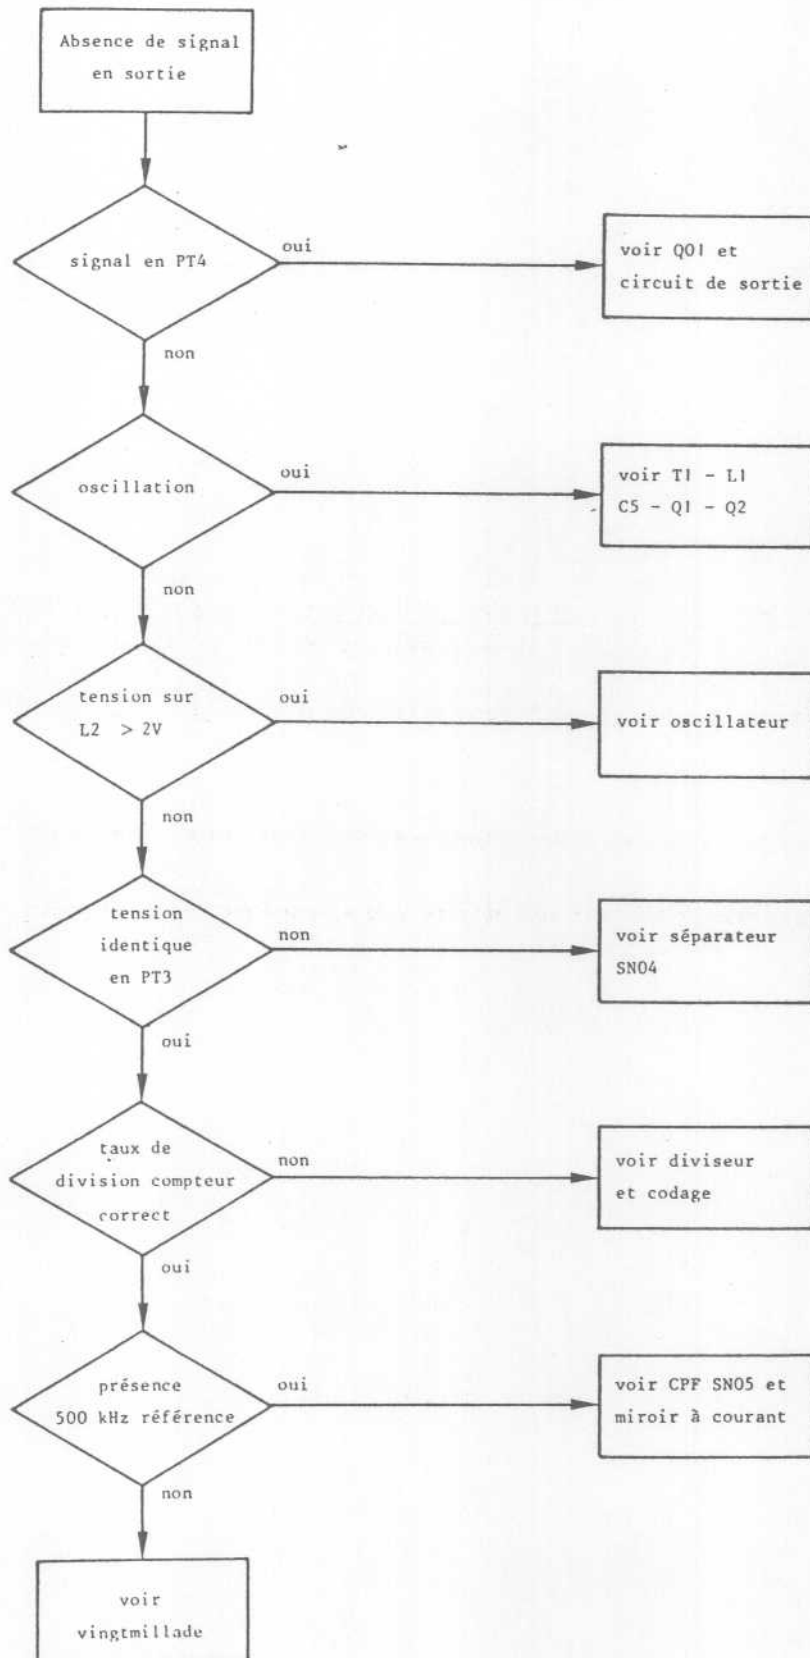 Absence de signal
en sortie
signal en PT4
oui
voir Q01 et
circuit de sortie
non
oscillation
oui
voir T1 - L1
C5 - Q1 - Q2
non
tension sur
L2 > 2V
oui
voir oscillateur
non
tension
identique
en PT3
non
voir séparateur
SN04
oui
taux de
division compteur
correct
non
voir diviseur
et codage
oui
présence
500 kHz référence
oui
voir CPF SN05 et
miroir à courant
non
voir
vingtmillade